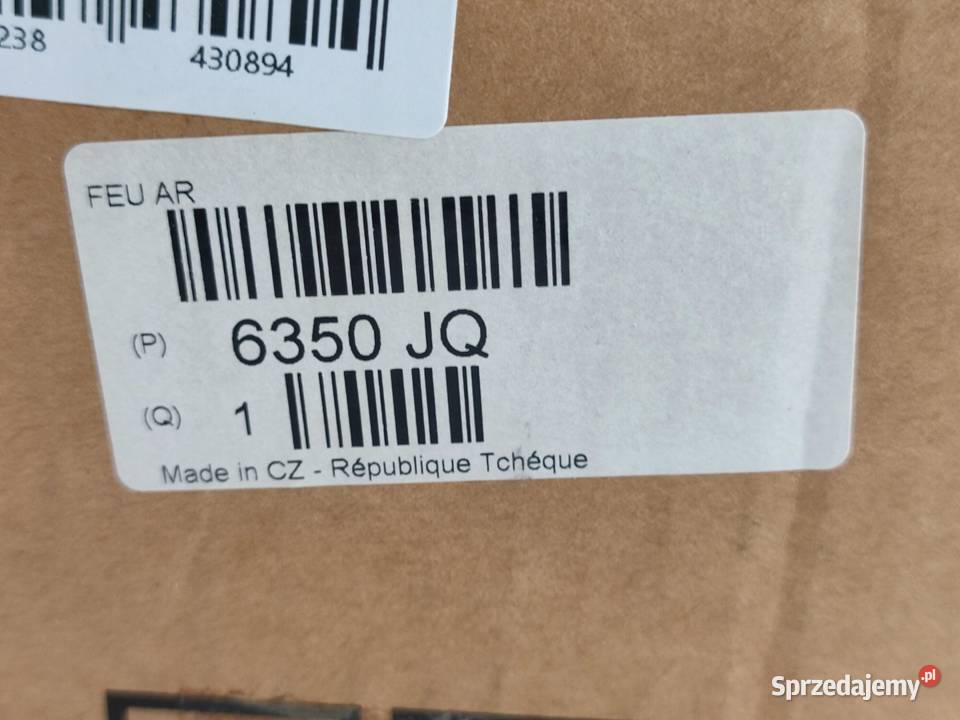 238 430894
FEU AR
(P) 6350 JQ
(Q) 1
Made in CZ - République Tchéque
Sprzedajemy.pl